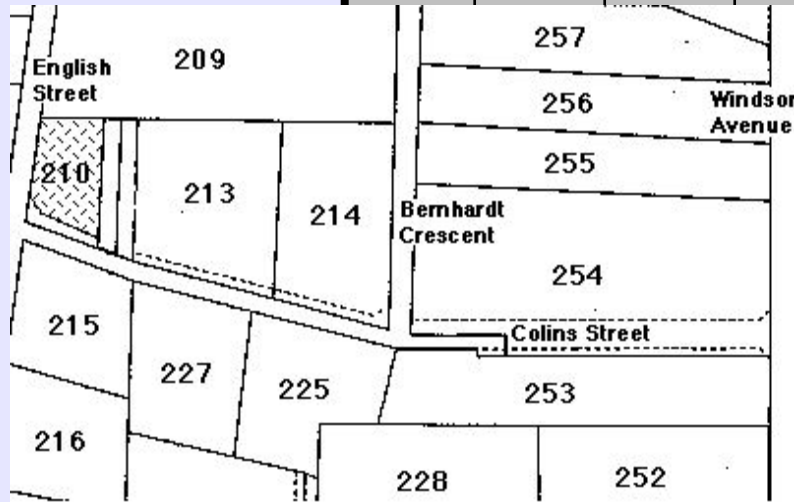 257
209
English
Street
256
Windsor
Avenue
255
210
213
214
Bernhardt
Crescent
254
215
Colins Street
227
225
253
216
228
252